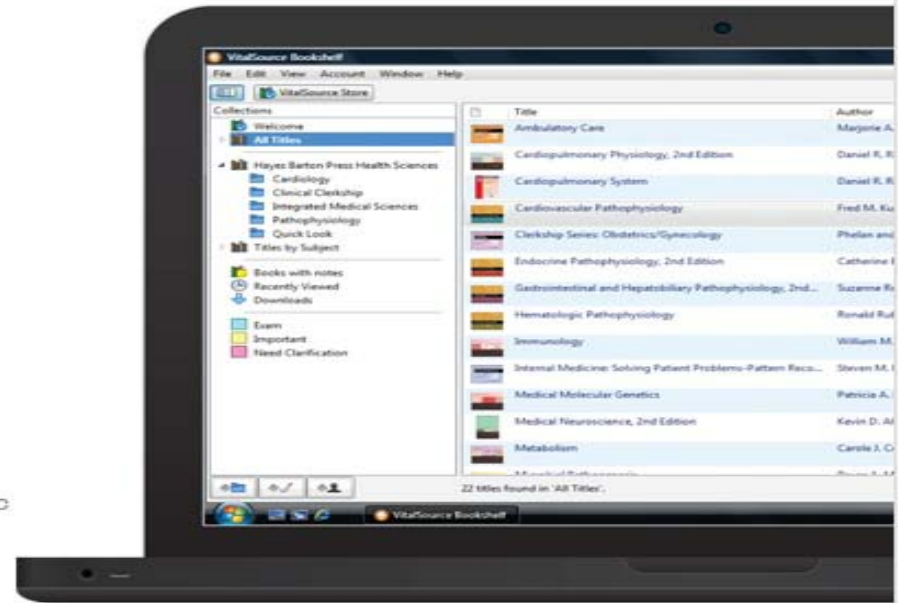 VitalSource Bookshelf
File Edit View Account Window Help
VitalSource Store
Collections
Welcome
All Titles
Hayes Barton Press Health Sciences
Cardiology
Clinical Clerkship
Integrated Medical Sciences
Pathophysiology
Quick Look
Titles by Subject
Books with notes
Recently Viewed
Downloads
Exam
Important
Need Clarification
Title Author
Ambulatory Care Marjorie A.
Cardiopulmonary Physiology, 2nd Edition Daniel R.
Cardiopulmonary System Daniel R.
Cardiovascular Pathophysiology Fred M.
Clerkship Series: Obstetrics/Gynecology Phelan and
Endocrine Pathophysiology, 2nd Edition Catherine
Gastrointestinal and Hepatobiliary Pathophysiology, 2nd... Suzanne
Hematologic Pathophysiology Ronald
Immunology William M.
Internal Medicine: Solving Patient Problems-Pattern Reco... Steven M.
Medical Molecular Genetics Patricia A.
Medical Neuroscience, 2nd Edition Kevin D.
Metabolism Carole J.
22 titles found in 'All Titles'.
VitalSource Bookshelf